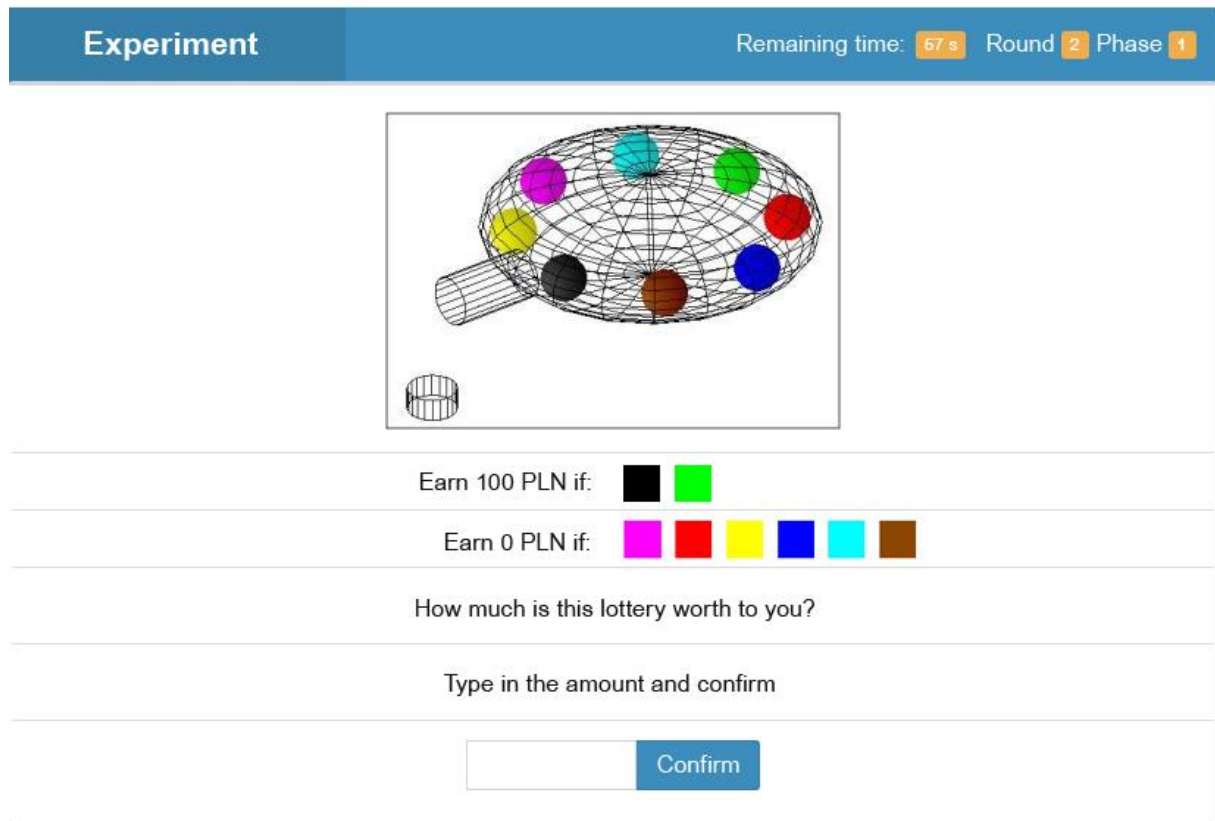 Experiment
Remaining time: 67 s Round 2 Phase 1
Earn 100 PLN if:
Earn 0 PLN if:
How much is this lottery worth to you?
Type in the amount and confirm
Confirm